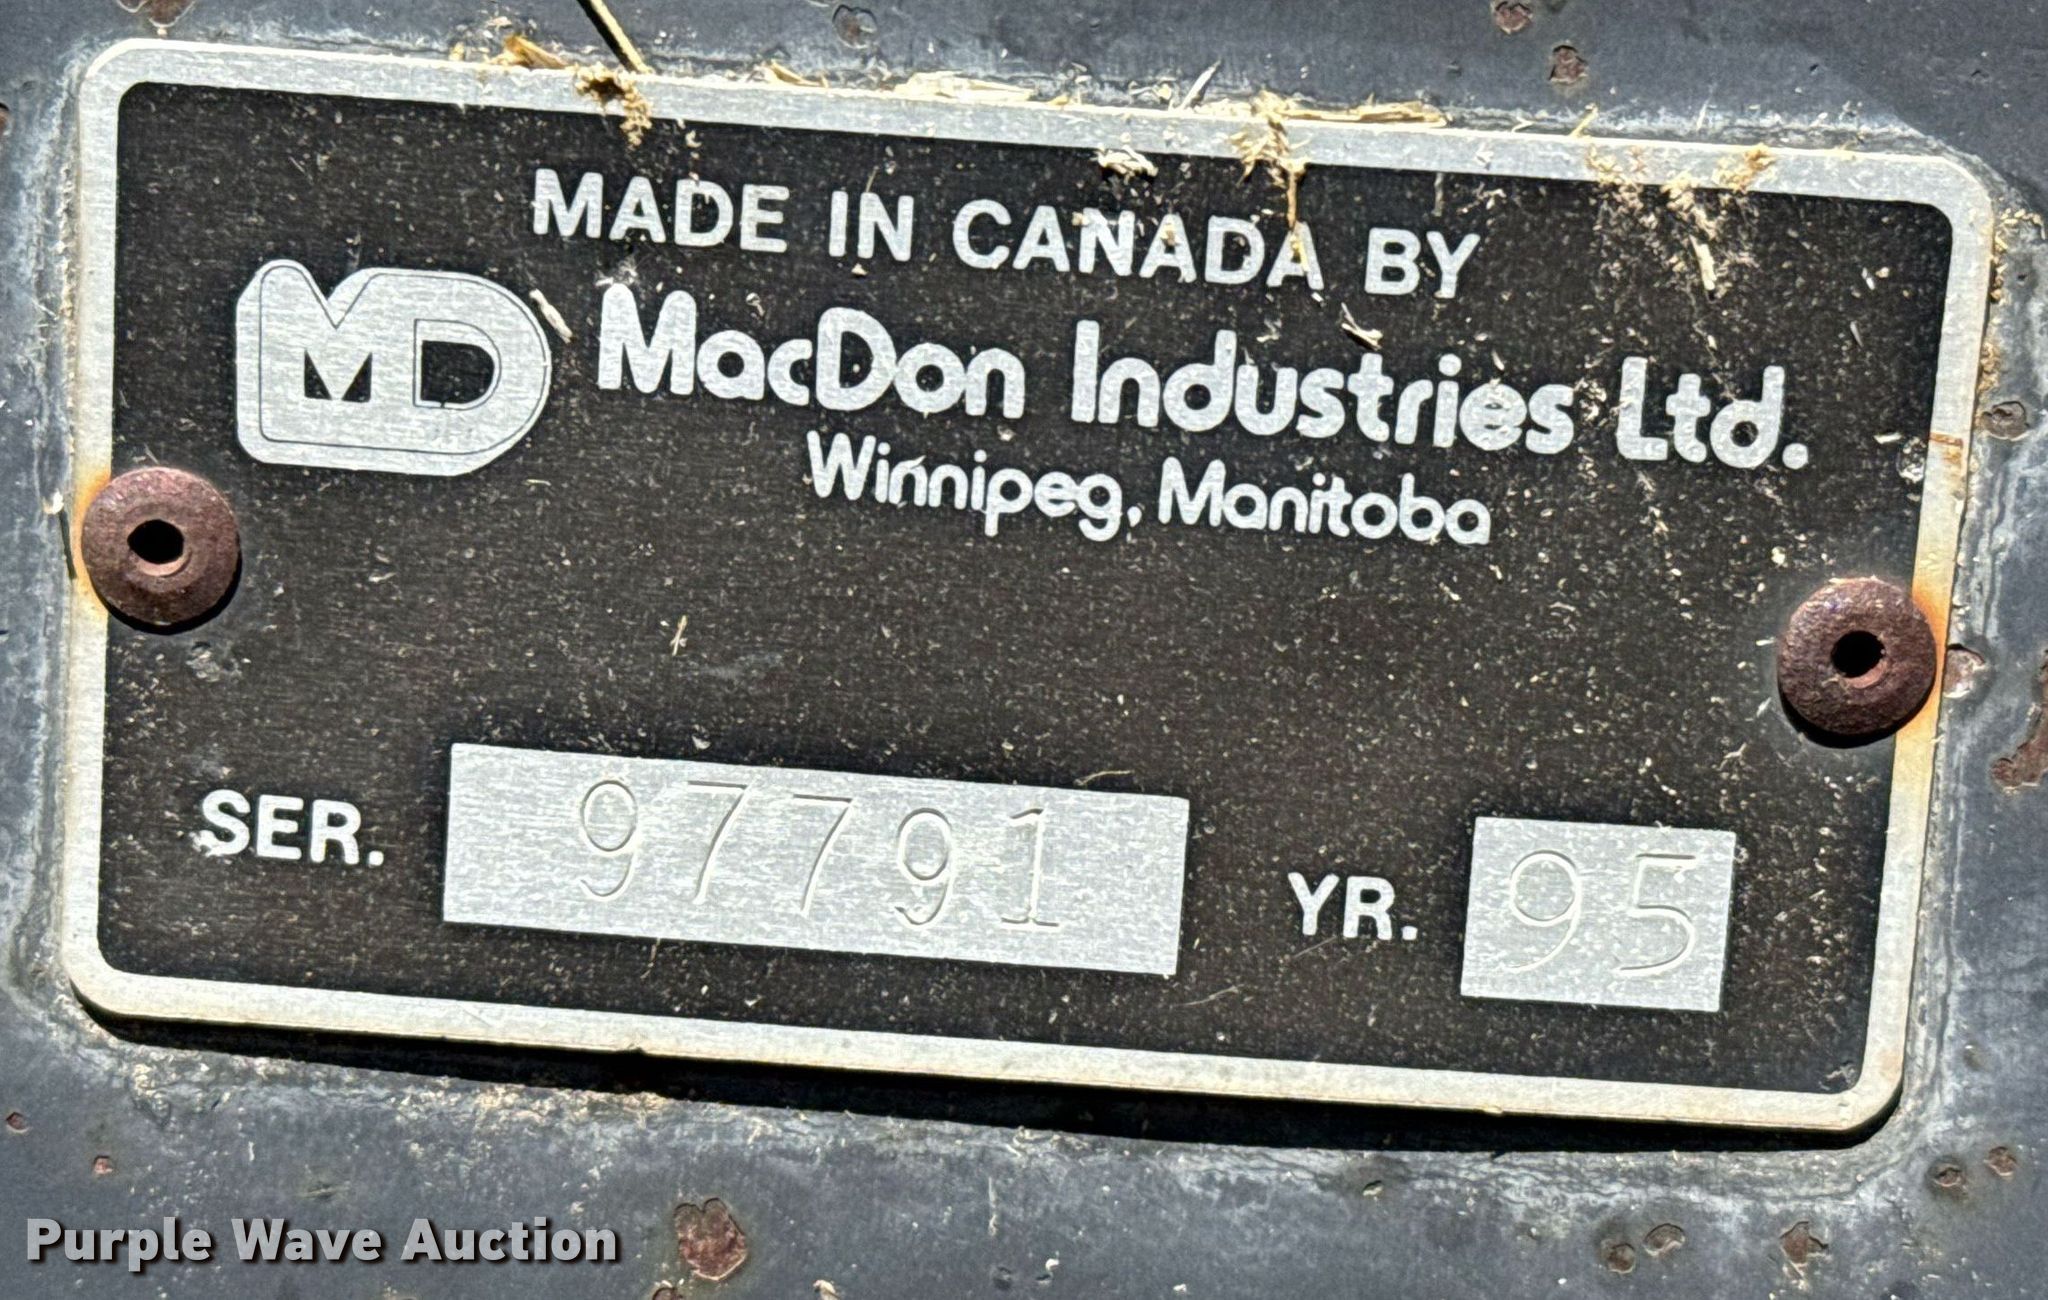 MADE IN CANADA BY
MD MacDon Industries Ltd.
Winnipeg, Manitoba
SER. 97791 YR. 95
Purple Wave Auction